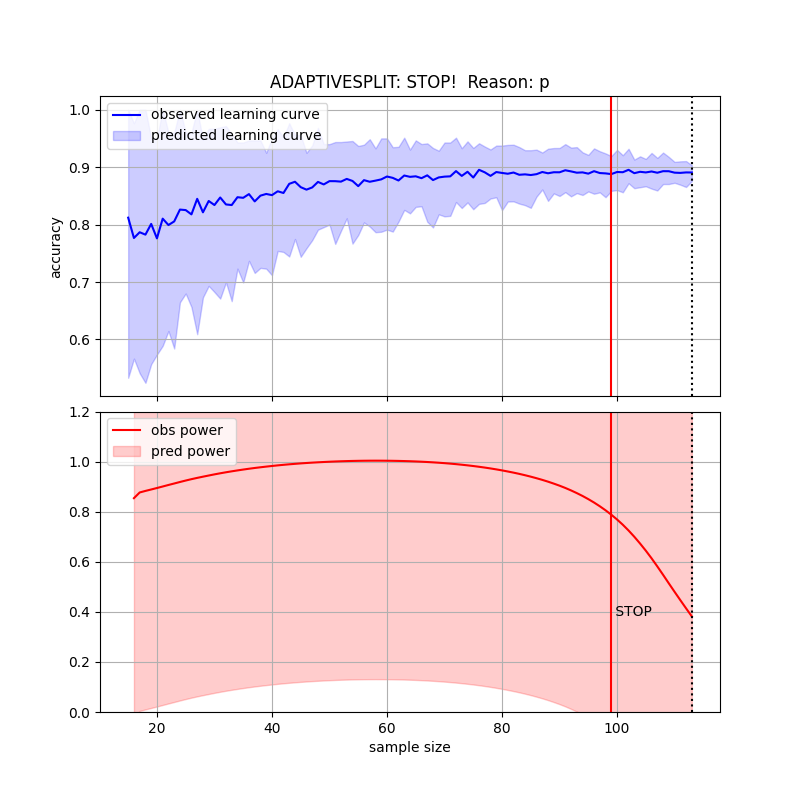 ADAPTIVESPLIT: STOP!  Reason: p
observed learning curve
predicted learning curve
1.0
0.9
0.8
0.7
0.6
accuracy
obs power
pred power
1.2
1.0
0.8
0.6
0.4
0.2
0.0
STOP
20 40 60 80 100
sample size